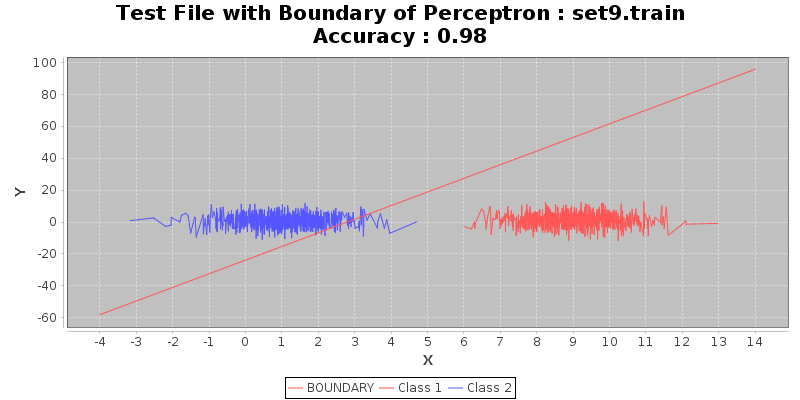 Test File with Boundary of Perceptron : set9.train
Accuracy : 0.98
100
80
60
40
20
0
-20
-40
-60
Y
-4 -3 -2 -1 0 1 2 3 4 5 6 7 8 9 10 11 12 13 14
X
BOUNDARY Class 1 Class 2